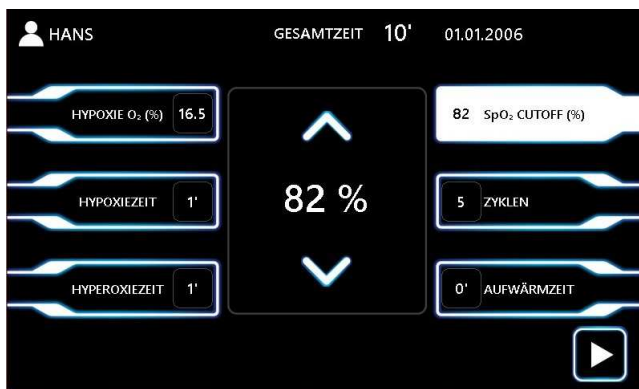 HANS GESAMTZEIT 10' 01.01.2006
HYPOXIE O₂ (%) 16.5
82 SpO₂ CUTOFF (%)
82 %
HYPOXIEZEIT 1'
5 ZYKLEN
HYPEROXIEZEIT 1'
0' AUFWÄRMZEIT